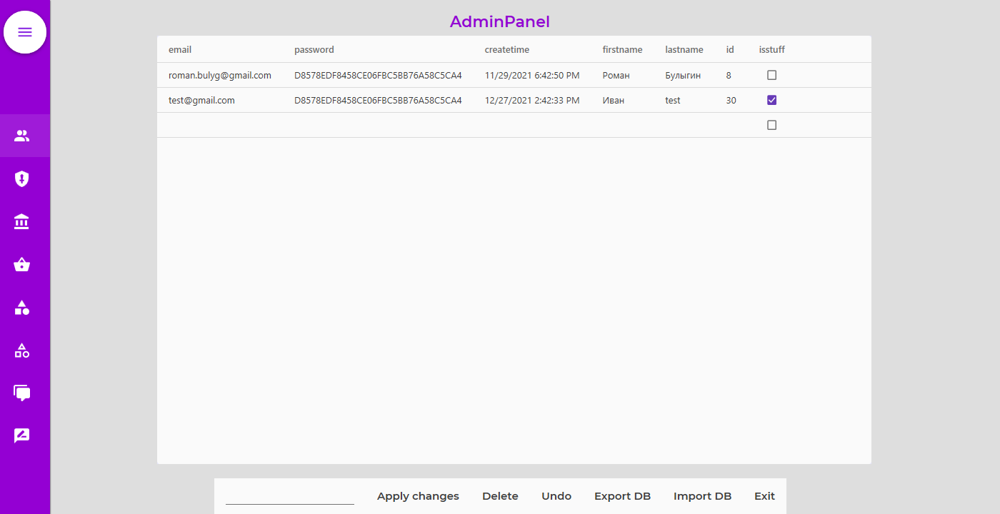 AdminPanel
email password createtime firstname lastname id isstuff
roman.bulyg@gmail.com D8578EDF8458CE06FBC5BB76A58C5CA4 11/29/2021 6:42:50 PM Роман Булыгин 8
test@gmail.com D8578EDF8458CE06FBC5BB76A58C5CA4 12/27/2021 2:42:33 PM Иван test 30
Apply changes Delete Undo Export DB Import DB Exit